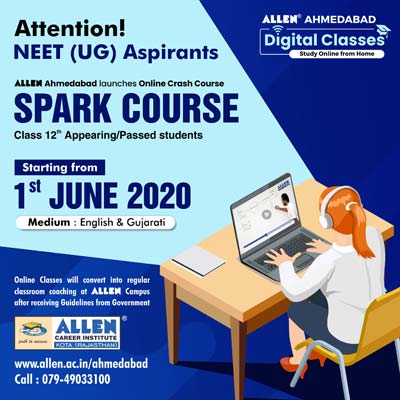 Attention!
NEET (UG) Aspirants
ALLEN® AHMEDABAD
Digital Classes
Study Online from Home
ALLEN Ahmedabad launches Online Crash Course
SPARK COURSE
Class 12th Appearing/Passed students
Starting from
1st JUNE 2020
Medium : English & Gujarati
Online Classes will convert into regular
classroom coaching at ALLEN Campus
after receiving Guidelines from Government
path to success
ALLEN®
CAREER INSTITUTE
KOTA (RAJASTHAN)
www.allen.ac.in/ahmedabad
Call : 079-49033100